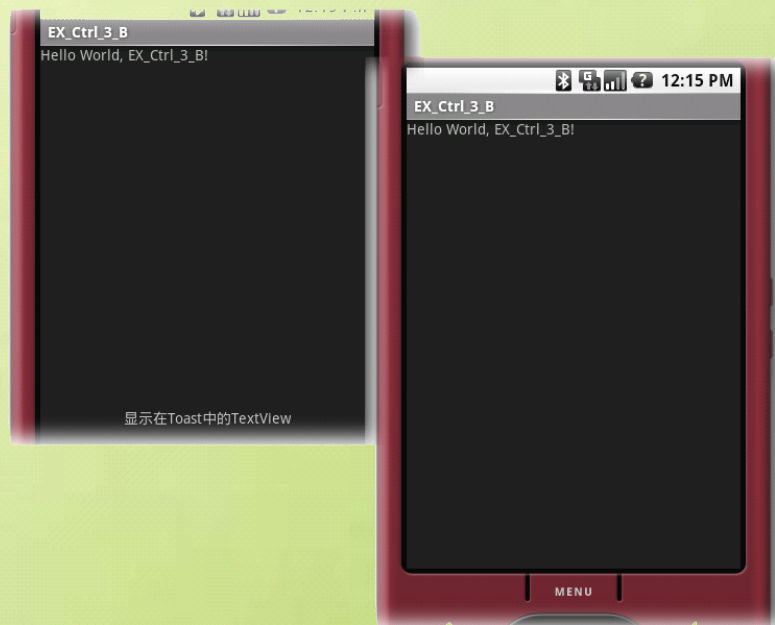 EX_Ctrl_3_B
Hello World, EX_Ctrl_3_B!
显示在Toast中的TextView
12:15 PM
EX_Ctrl_3_B
Hello World, EX_Ctrl_3_B!
MENU